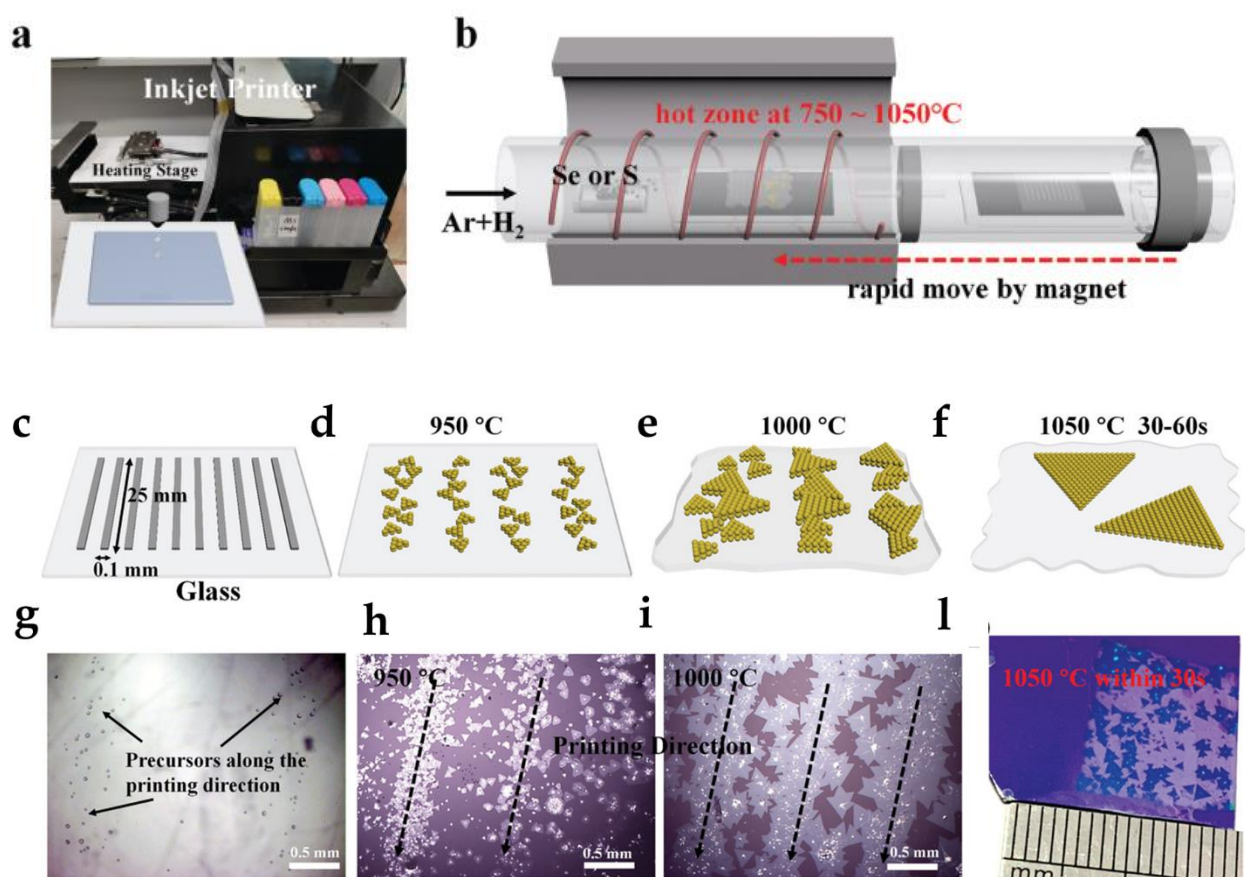 a
Inkjet Printer
Heating Stage
b
hot zone at 750 ~ 1050°C
Se or S
Ar+H₂
rapid move by magnet
c
25 mm
0.1 mm
Glass
d
950 °C
e
1000 °C
f
1050 °C 30-60s
g
Precursors along the
printing direction
0.5 mm
h
950 °C
Printing Direction
0.5 mm
i
1000 °C
0.5 mm
l
1050 °C within 30s
mm